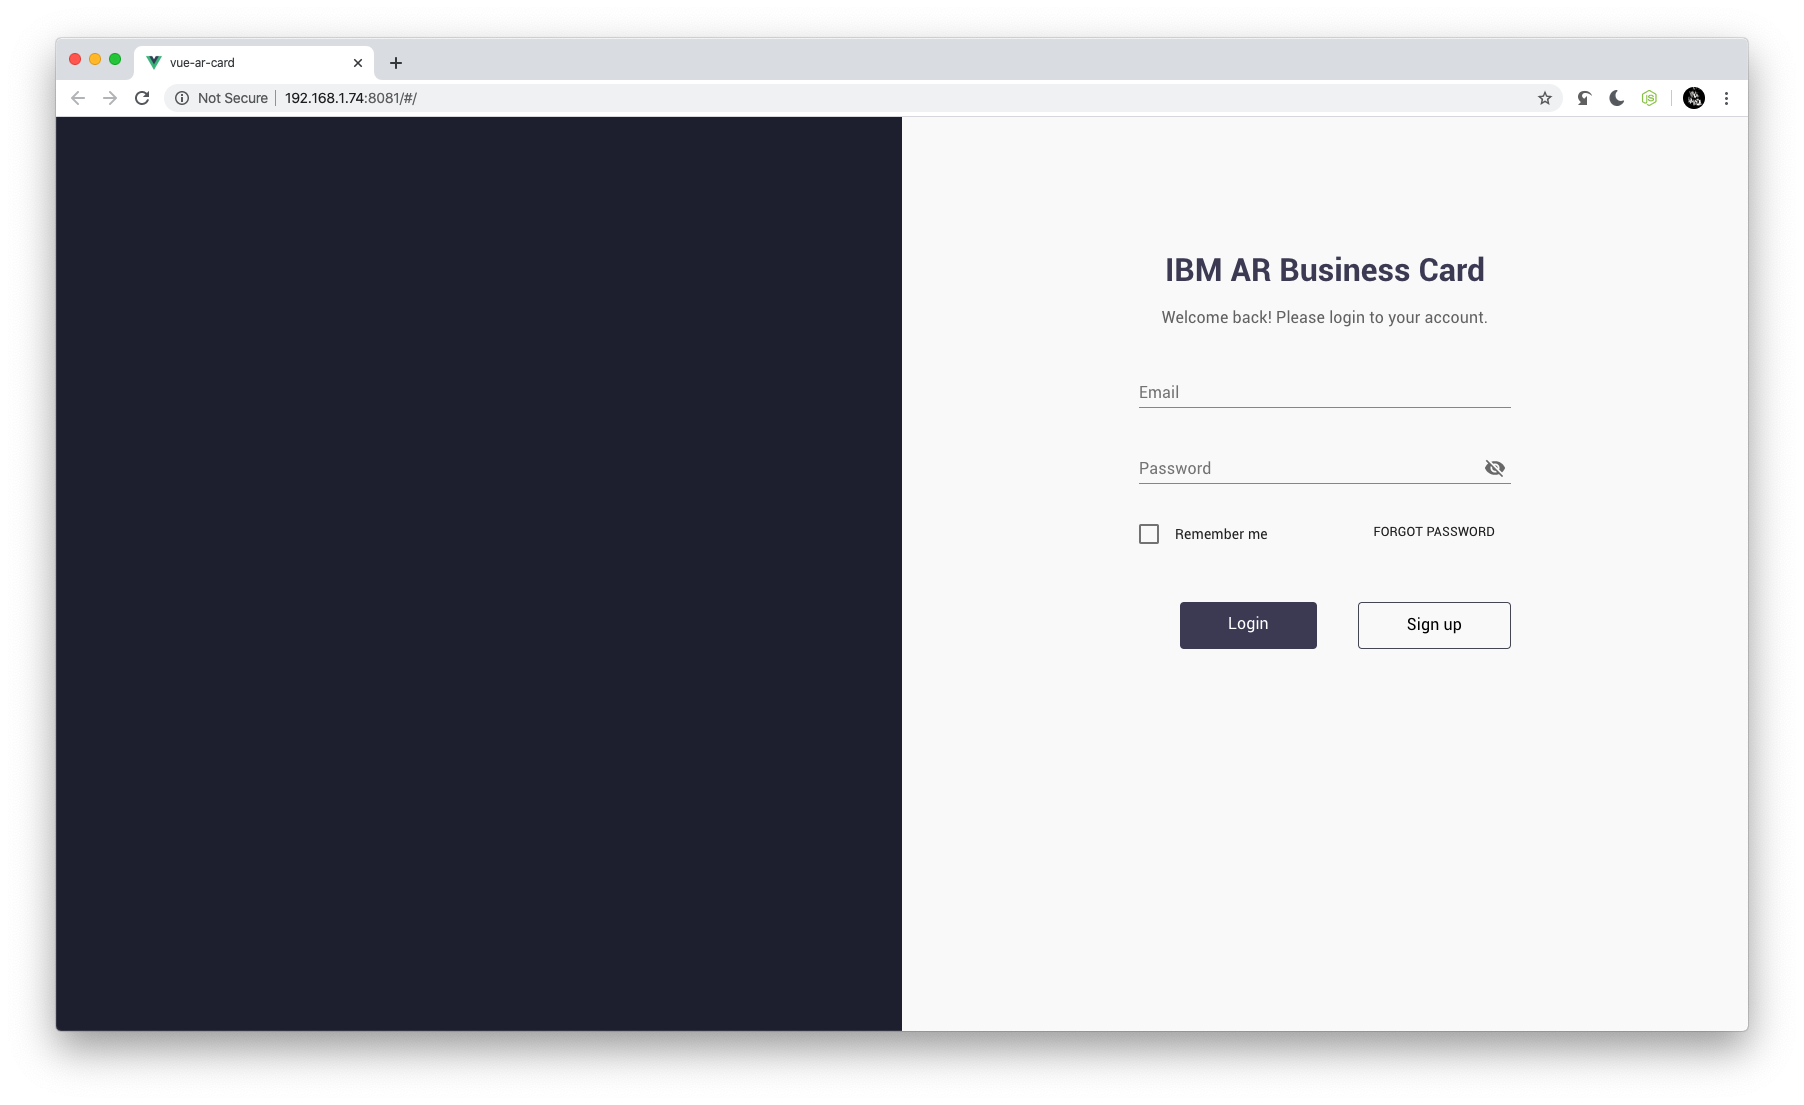 vue-ar-card
Not Secure 192.168.1.74:8081/#/
IBM AR Business Card
Welcome back! Please login to your account.
Email
Password
Remember me
FORGOT PASSWORD
Login
Sign up